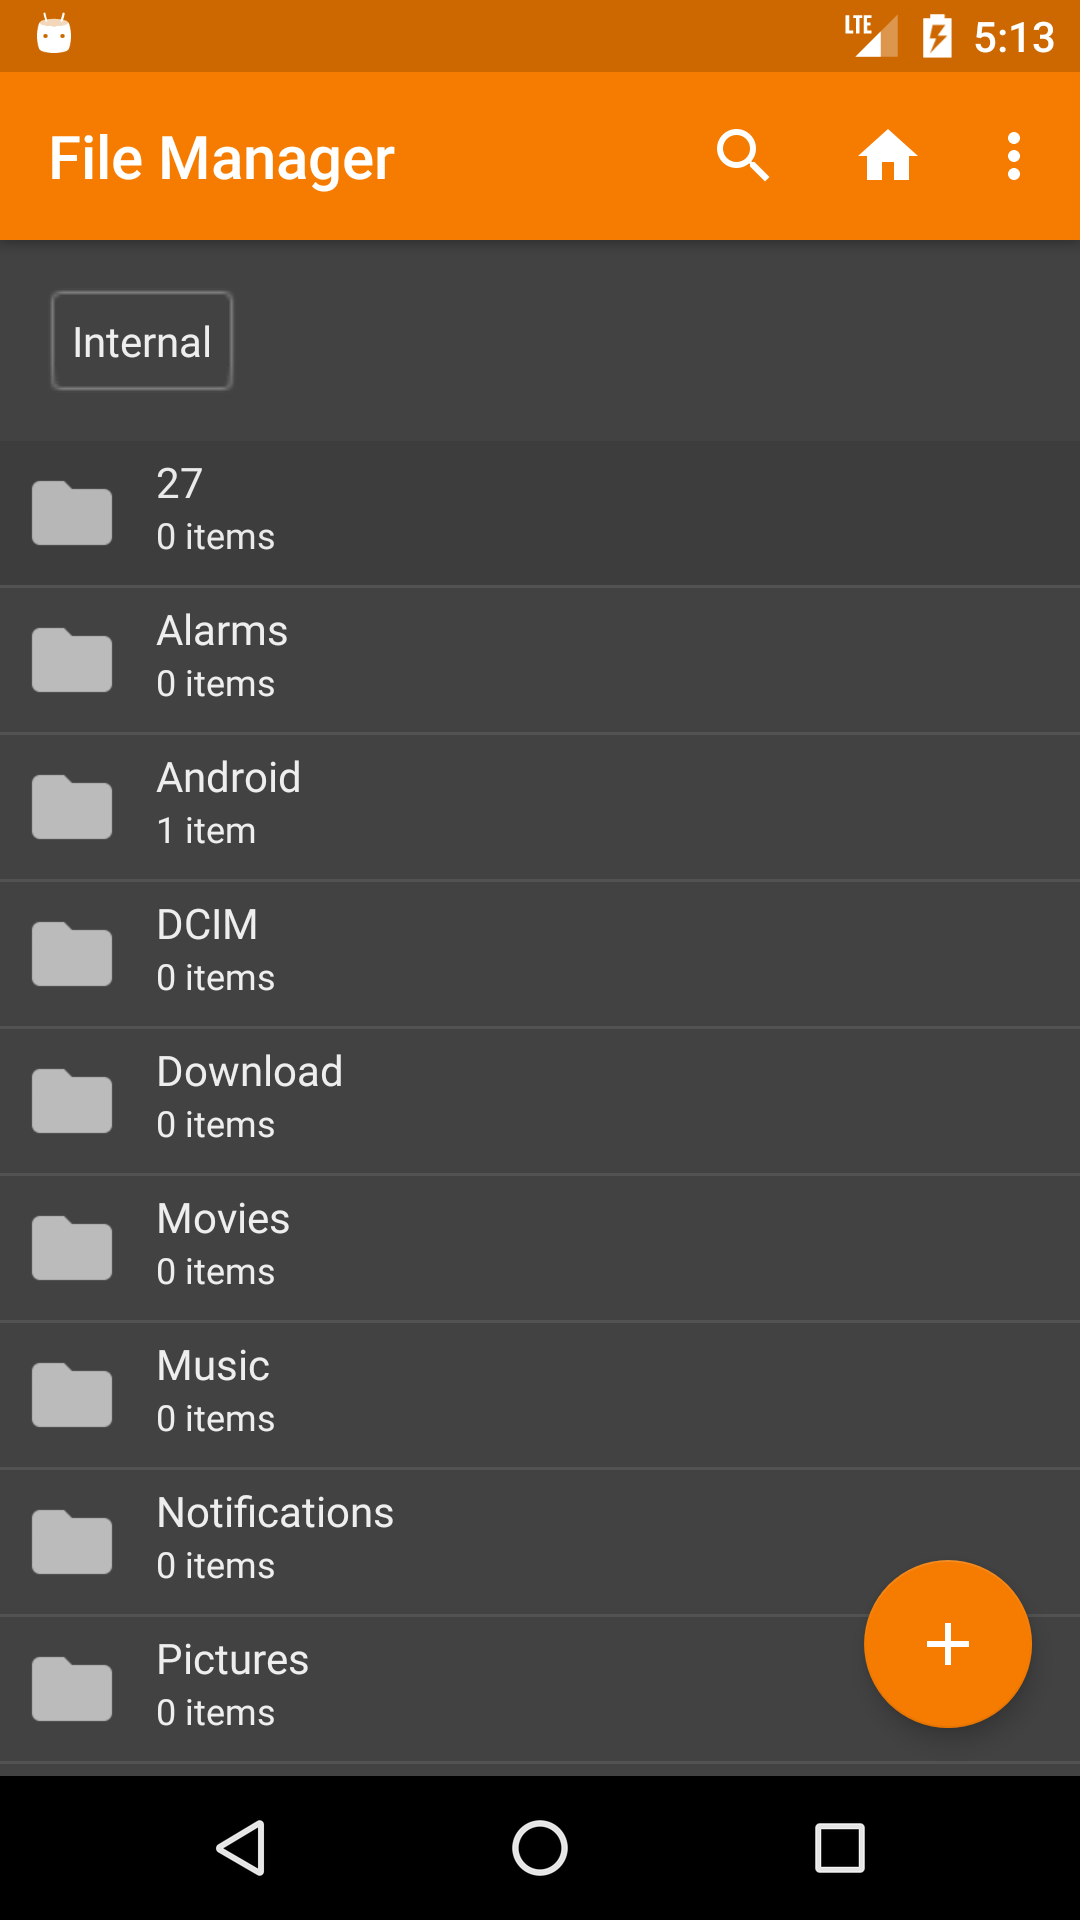 LTE 5:13
File Manager
Internal
27
0 items
Alarms
0 items
Android
1 item
DCIM
0 items
Download
0 items
Movies
0 items
Music
0 items
Notifications
0 items
Pictures
0 items